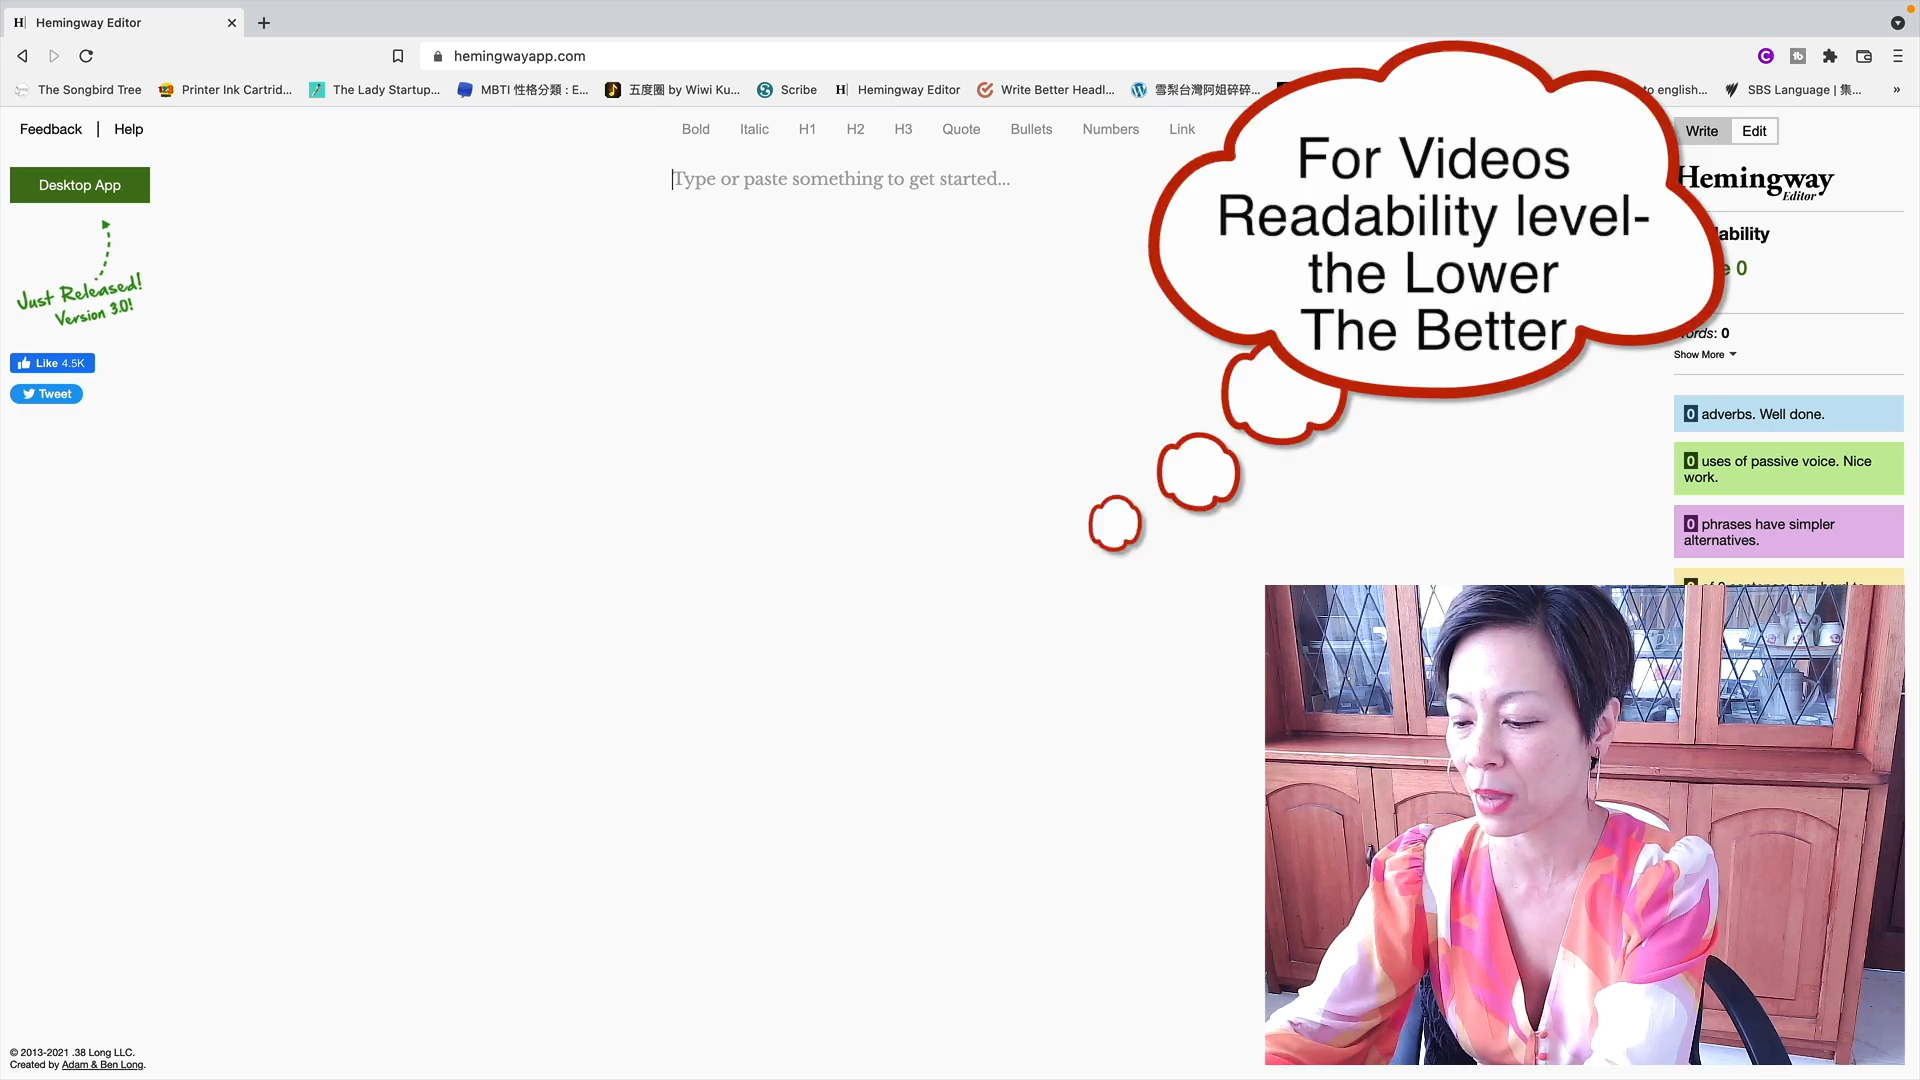 Hemingway Editor
hemingwayapp.com
The Songbird Tree
Printer Ink Cartrid...
The Lady Startup...
MBTI 性格分類 : E...
五度圈 by Wiwi Ku...
Scribe
Hemingway Editor
Write Better Headl...
雪梨台灣阿姐碎碎...
to english...
SBS Language | 集...
Feedback | Help
Bold Italic H1 H2 H3 Quote Bullets Numbers Link
Write Edit
Desktop App
Just Released!
Version 3.0!
Like 4.5K
Tweet
Type or paste something to get started...
For Videos
Readability level-
the Lower
The Better
Hemingway
Editor
ability
0
ords: 0
Show More
0 adverbs. Well done.
0 uses of passive voice. Nice
work.
0 phrases have simpler
alternatives.
© 2013-2021 .38 Long LLC.
Created by Adam & Ben Long.